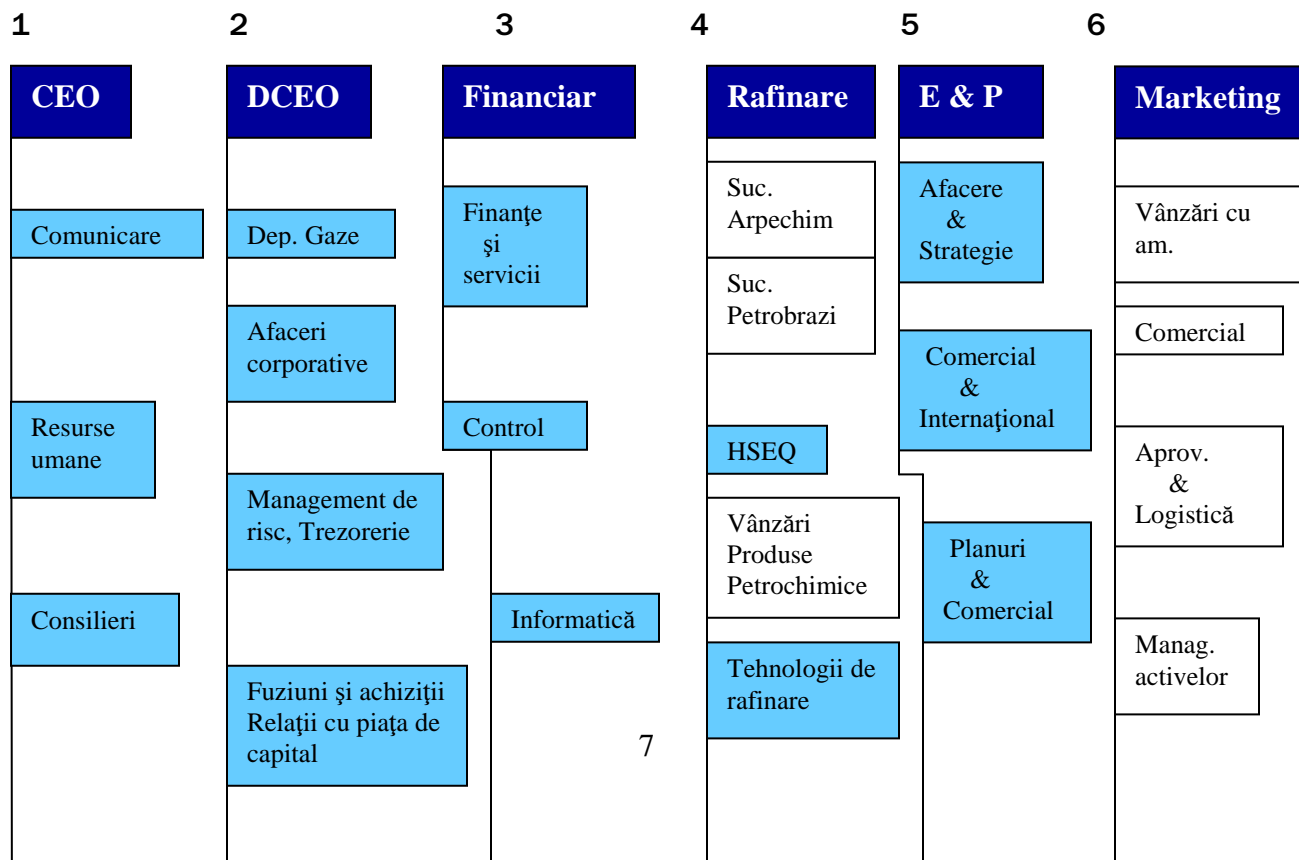 1
2
3
4
5
6
CEO
DCEO
Financiar
Rafinare
E & P
Marketing
Comunicare
Resurse
umane
Consilieri
Dep. Gaze
Afaceri
corporative
Management de
risc, Trezorerie
Fuziuni şi achiziţii
Relaţii cu piaţa de
capital
Finanţe
şi
servicii
Control
Informatică
Suc.
Arpechim
Suc.
Petrobrazi
HSEQ
Vânzări
Produse
Petrochimice
Tehnologii de
rafinare
Afacere
&
Strategie
Comercial
&
Internaţional
Planuri
&
Comercial
Vânzări cu
am.
Comercial
Aprov.
&
Logistică
Manag.
activelor
7